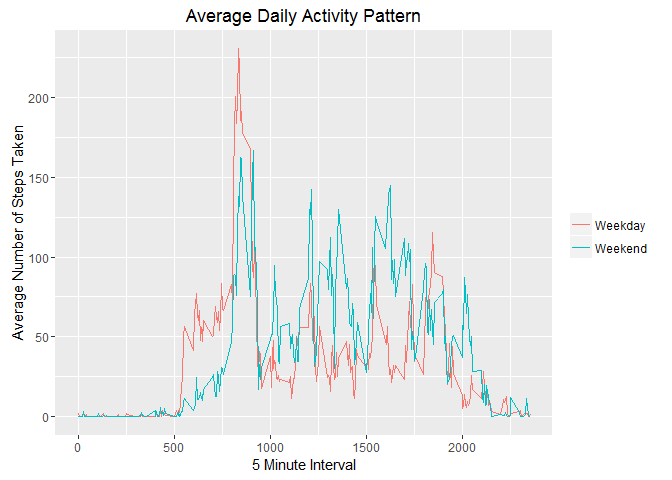 Average Daily Activity Pattern
Average Number of Steps Taken
200
150
100
50
0
0
500
1000
1500
2000
5 Minute Interval
Weekday
Weekend